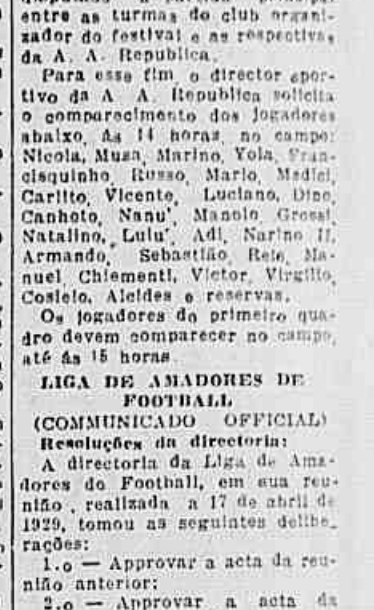 entre as turmas do club organi-
zador do festival e as respectivas
da A. A. Republica.
Para esse fim o director spor-
tivo da A A. Republica solicita
o comparecimento dos jogadores
abaixo, ás 14 horas, no campo:
Nicola, Musa, Marino, Yola, Fran-
cisquinho, Russo, Mario, Medici,
Carlito, Vicente, Luciano, Dino,
Canhoto, Nanu', Manolo Grossi,
Natalino, Lulu', Adi, Narino II,
Armando, Sebastião, Ma-
nuel Chiementi, Victor, Virgilio,
Alcides e reservas.
Os jogadores do primeiro qua-
dro devem comparecer no campo,
até ás 15 horas.
LIGA DE AMADORES DE
FOOTBALL
(COMMUNICADO OFFICIAL)
Resoluções da directoria:
A directoria da Liga de Ama-
dores do Football, em sua reu-
nião, realizada a 17 de abril de
1929, tomou as seguintes delibe-
rações:
1.o — Approvar a acta da reu-
nião anterior;
2.o — Approvar a acta da